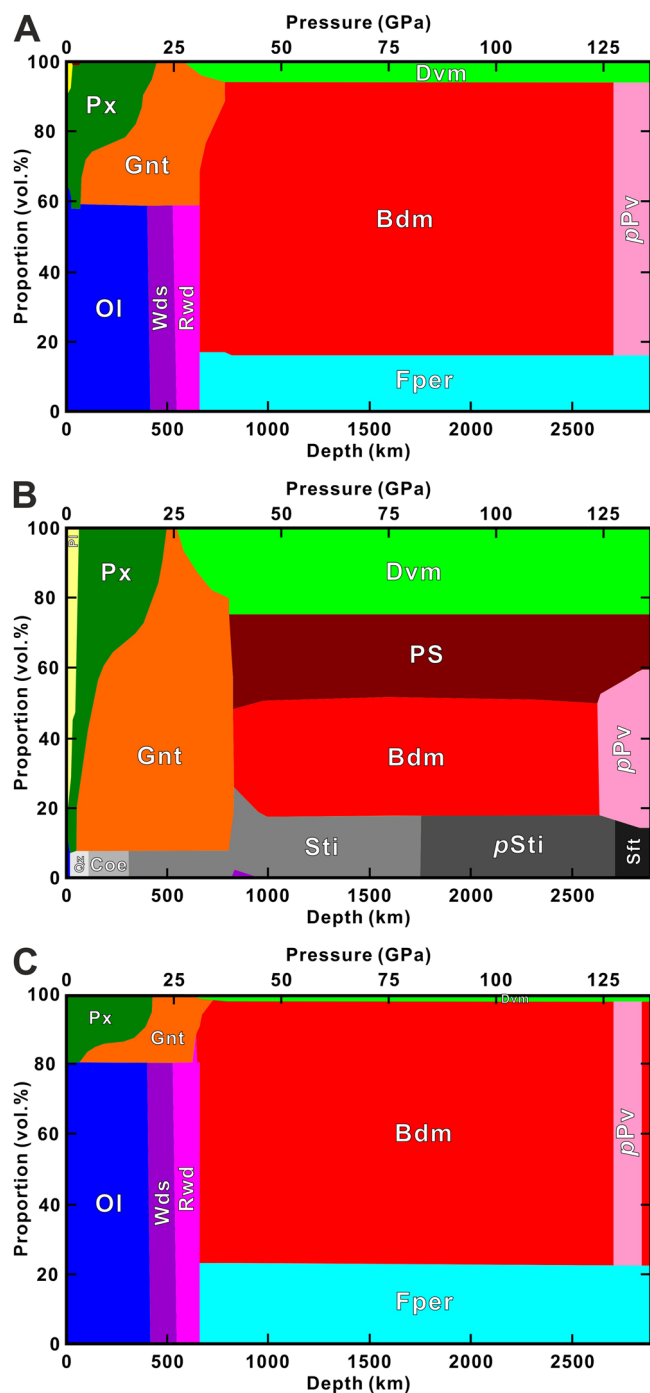 A
Pressure (GPa)
0 25 50 75 100 125
Proportion (vol.%)
100
80
60
40
20
0
Px
Gnt
Dvm
Ol
Wds
Rwd
Bdm
pPv
Fper
0 500 1000 1500 2000 2500
Depth (km)
B
Pressure (GPa)
0 25 50 75 100 125
Proportion (vol.%)
100
80
60
40
20
0
Pl
Px
Dvm
PS
Gnt
Bdm
pPv
Qz
Coe
Sti
pSti
Sft
0 500 1000 1500 2000 2500
Depth (km)
C
Pressure (GPa)
0 25 50 75 100 125
Proportion (vol.%)
100
80
60
40
20
0
Px
Gnt
Dvm
Ol
Wds
Rwd
Bdm
pPv
Fper
0 500 1000 1500 2000 2500
Depth (km)